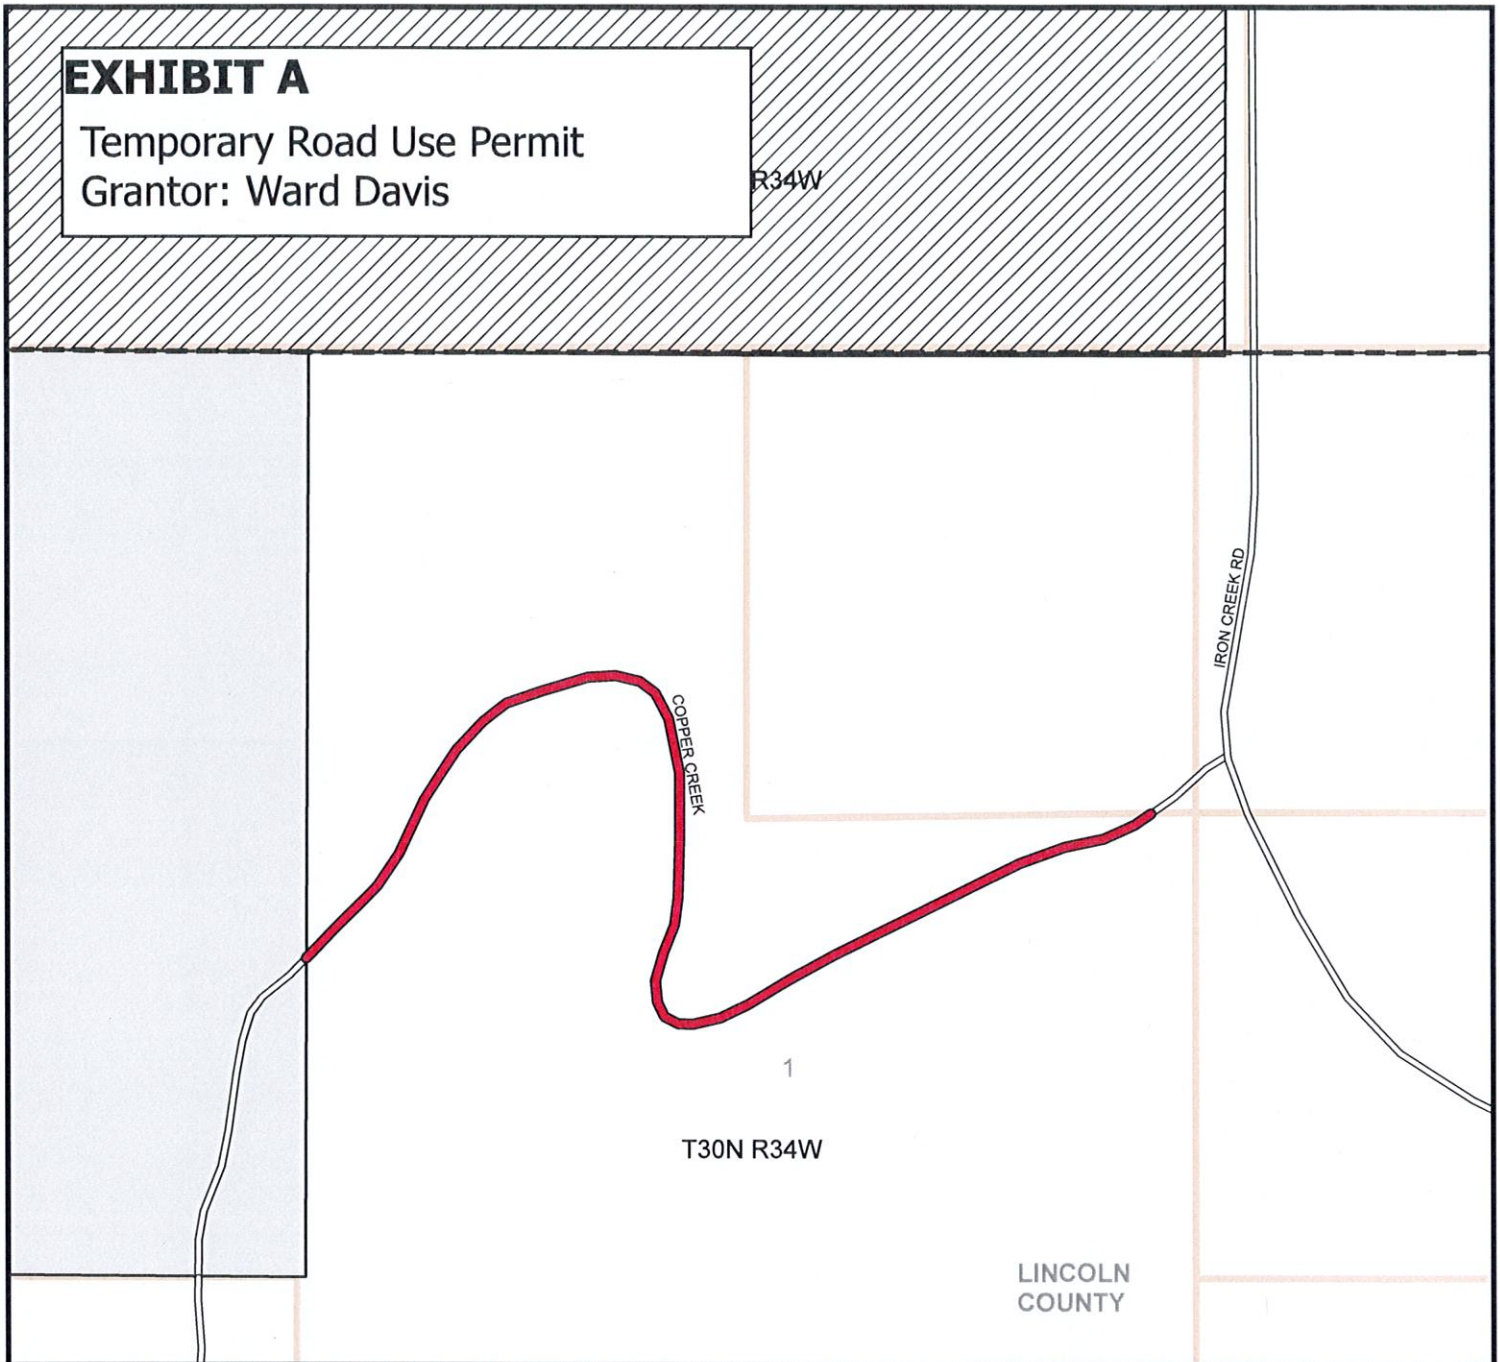 EXHIBIT A
Temporary Road Use Permit
Grantor: Ward Davis
R34W
IRON CREEK RD
COPPER CREEK
1
T30N R34W
LINCOLN
COUNTY